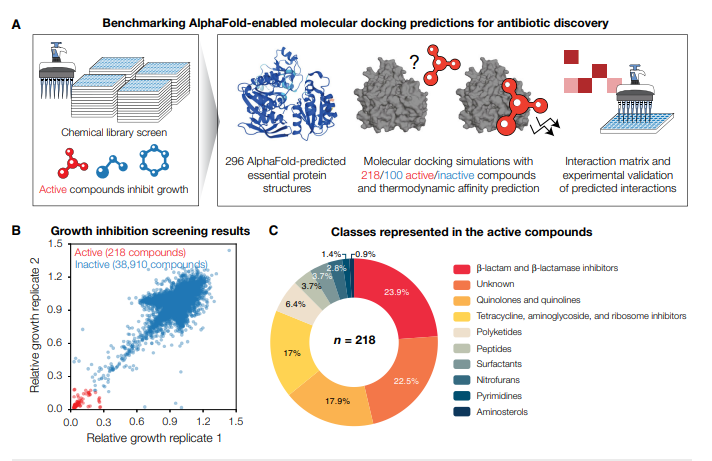 A
Benchmarking AlphaFold-enabled molecular docking predictions for antibiotic discovery
Chemical library screen
Active compounds inhibit growth
?
296 AlphaFold-predicted
essential protein
structures
Molecular docking simulations with
218/100 active/inactive compounds
and thermodynamic affinity prediction
Interaction matrix and
experimental validation
of predicted interactions
B
Growth inhibition screening results
Active (218 compounds)
Inactive (38,910 compounds)
Relative growth replicate 2
1.5
1.2
0.9
0.6
0.3
0.0
0.0 0.3 0.6 0.9 1.2 1.5
Relative growth replicate 1
C
Classes represented in the active compounds
1.4%
0.9%
2.8%
3.7%
3.7%
6.4%
17%
17.9%
22.5%
23.9%
n = 218
β-lactam and β-lactamase inhibitors
Unknown
Quinolones and quinolines
Tetracycline, aminoglycoside, and ribosome inhibitors
Polyketides
Peptides
Surfactants
Nitrofurans
Pyrimidines
Aminosterols